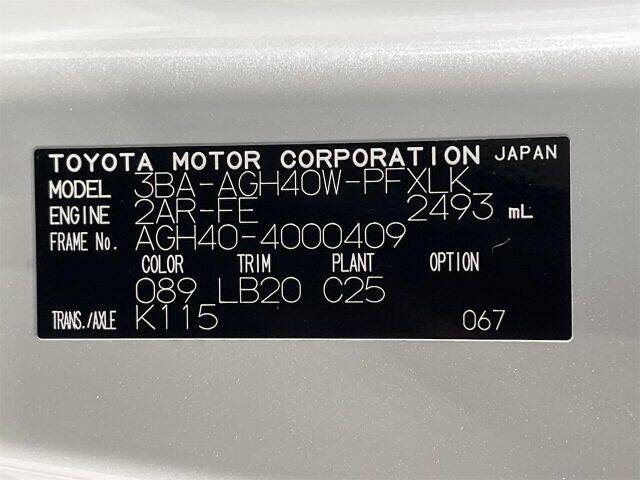 TOYOTA MOTOR CORPORATION JAPAN
MODEL 3BA-AGH40W-PFXLK
ENGINE 2AR-FE 2493 mL
FRAME No. AGH40-4000409
COLOR TRIM PLANT OPTION
089 LB20 C25
TRANS./AXLE K115 067